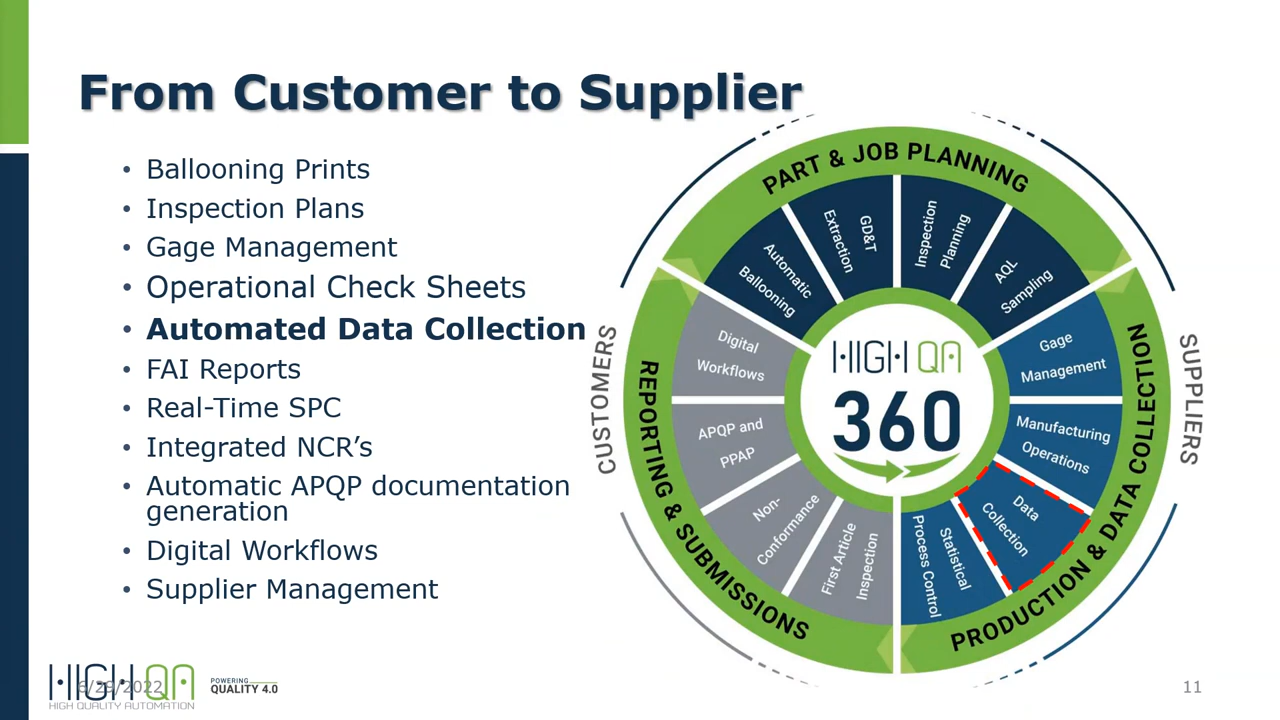 From Customer to Supplier
• Ballooning Prints
• Inspection Plans
• Gage Management
• Operational Check Sheets
• Automated Data Collection
• FAI Reports
• Real-Time SPC
• Integrated NCR’s
• Automatic APQP documentation
generation
• Digital Workflows
• Supplier Management
PART & JOB PLANNING
Automatic
Ballooning
GD&T
Extraction
Inspection
Planning
AQL
Sampling
CUSTOMERS
SUPPLIERS
REPORTING & SUBMISSIONS
PRODUCTION & DATA COLLECTION
Digital
Workflows
APQP and
PPAP
Non-
Conformance
First Article
Inspection
Gage
Management
Manufacturing
Operations
Data
Collection
Statistical
Process Control
HIGH QA
360
HIGH QA
HIGH QUALITY AUTOMATION
POWERING
QUALITY 4.0
6/29/2022
11